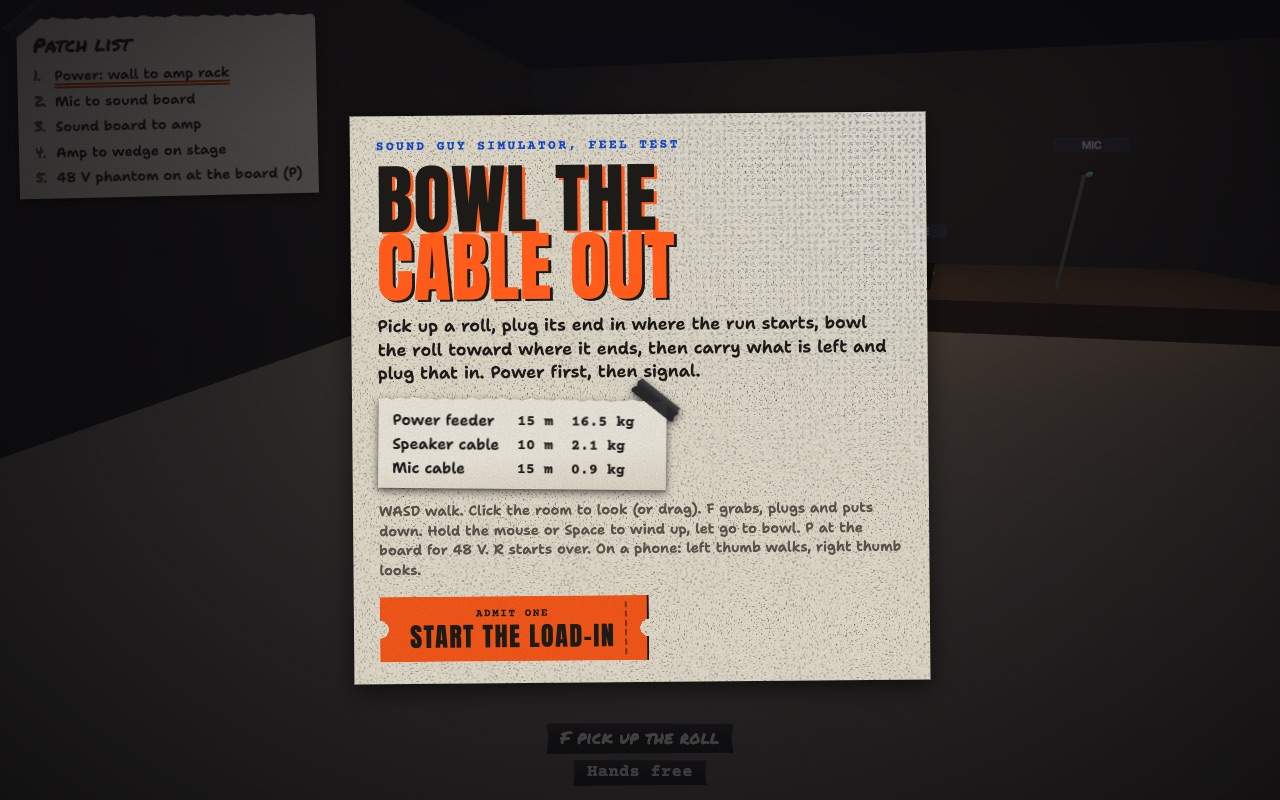 PATCH LIST
1. Power: wall to amp rack
2. Mic to sound board
3. Sound board to amp
4. Amp to wedge on stage
5. 48 V phantom on at the board (P)
MIC
SOUND GUY SIMULATOR, FEEL TEST
BOWL THE
CABLE OUT
Pick up a roll, plug its end in where the run starts, bowl
the roll toward where it ends, then carry what is left and
plug that in. Power first, then signal.
Power feeder 15 m 16.5 kg
Speaker cable 10 m 2.1 kg
Mic cable 15 m 0.9 kg
WASD walk. Click the room to look (or drag). F grabs, plugs and puts
down. Hold the mouse or Space to wind up, let go to bowl. P at the
board for 48 V. R starts over. On a phone: left thumb walks, right thumb
looks.
ADMIT ONE
START THE LOAD-IN
F PICK UP THE ROLL
Hands free